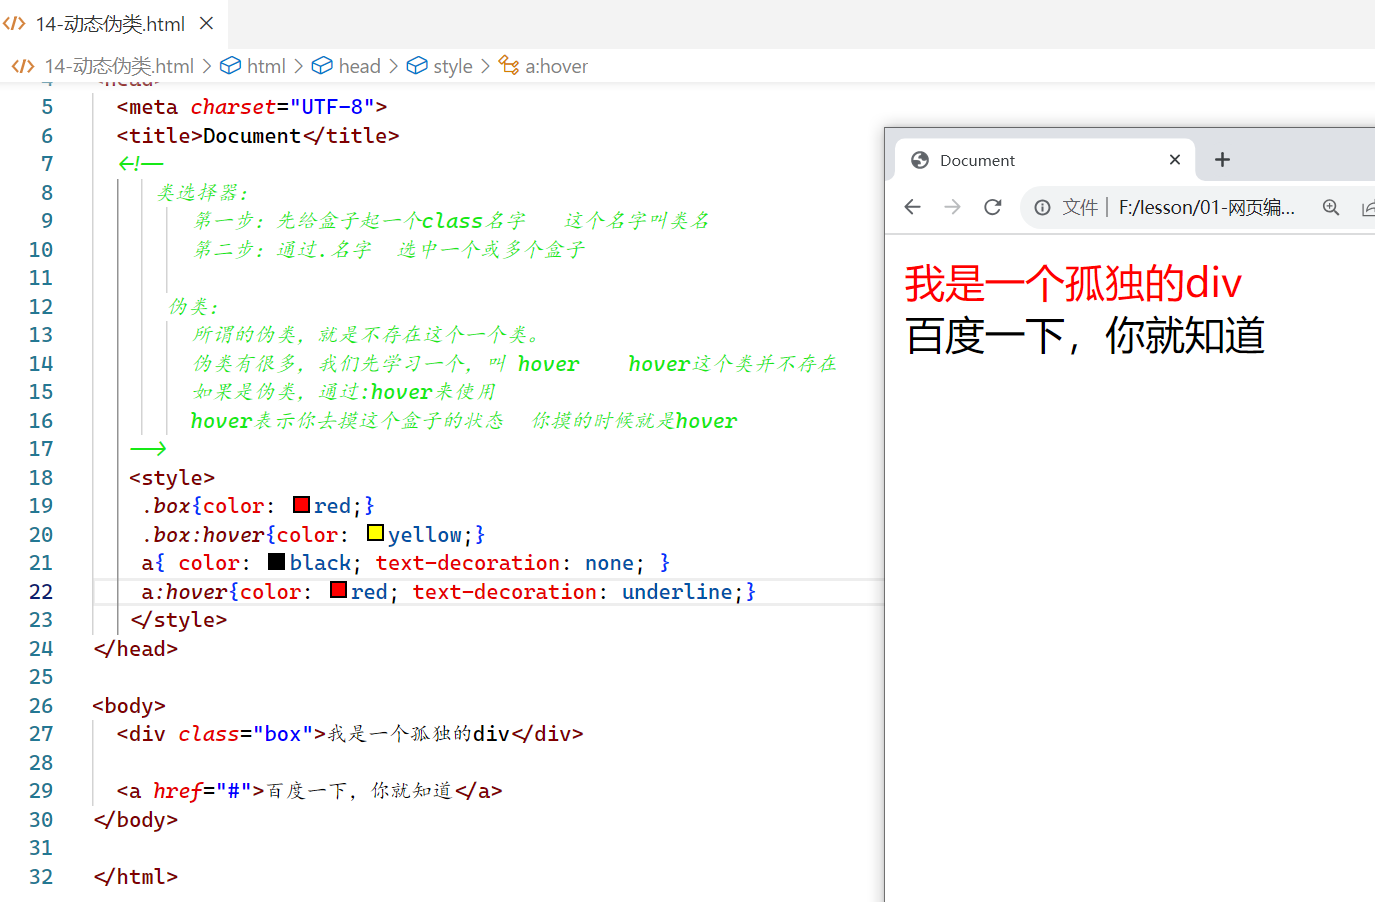 14-动态伪类.html
14-动态伪类.html > html > head > style > a:hover
4 <head>
5 <meta charset="UTF-8">
6 <title>Document</title>
7 <!--
8 类选择器：
9 第一步：先给盒子起一个class名字 这个名字叫类名
10 第二步：通过.名字 选中一个或多个盒子
11
12 伪类：
13 所谓的伪类，就是不存在这个一个类。
14 伪类有很多，我们先学习一个，叫 hover hover这个类并不存在
15 如果是伪类，通过:hover来使用
16 hover表示你去摸这个盒子的状态 你摸的时候就是hover
17 -->
18 <style>
19 .box{color: red;}
20 .box:hover{color: yellow;}
21 a{ color: black; text-decoration: none; }
22 a:hover{color: red; text-decoration: underline;}
23 </style>
24 </head>
25
26 <body>
27 <div class="box">我是一个孤独的div</div>
28
29 <a href="#">百度一下，你就知道</a>
30 </body>
31
32 </html>
Document
文件 | F:/lesson/01-网页编...
我是一个孤独的div
百度一下，你就知道